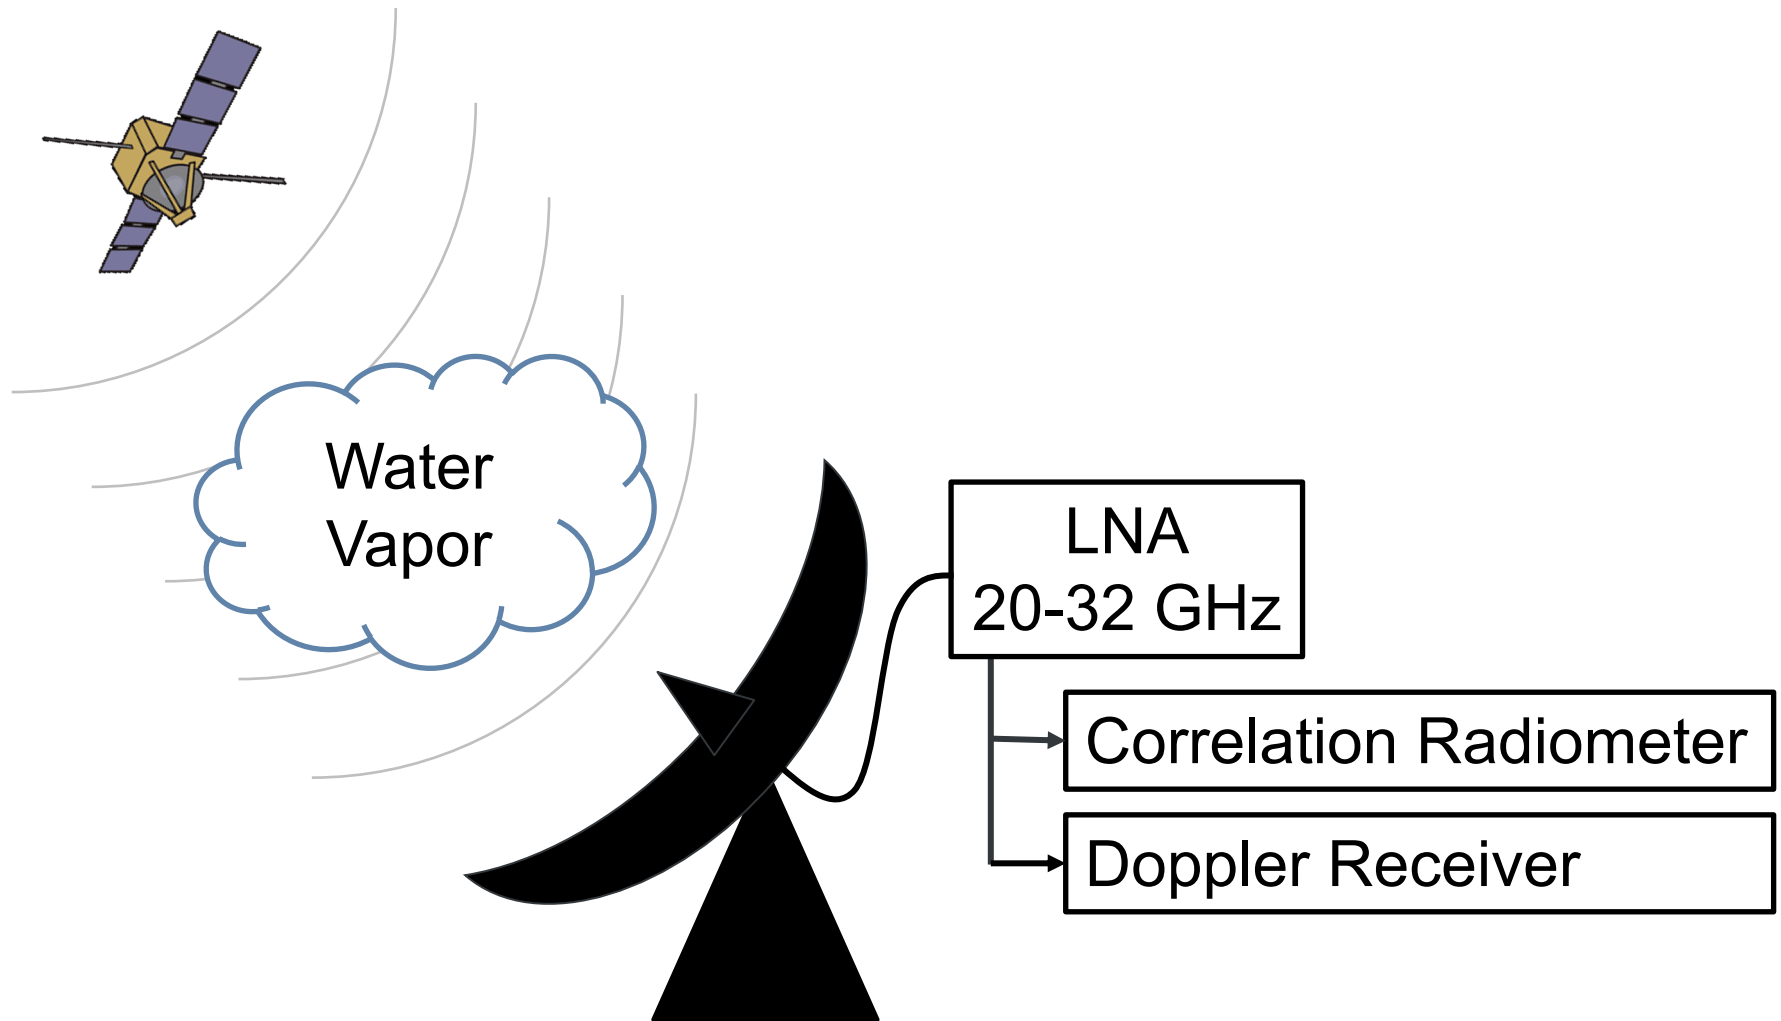 Water
Vapor
LNA
20-32 GHz
Correlation Radiometer
Doppler Receiver